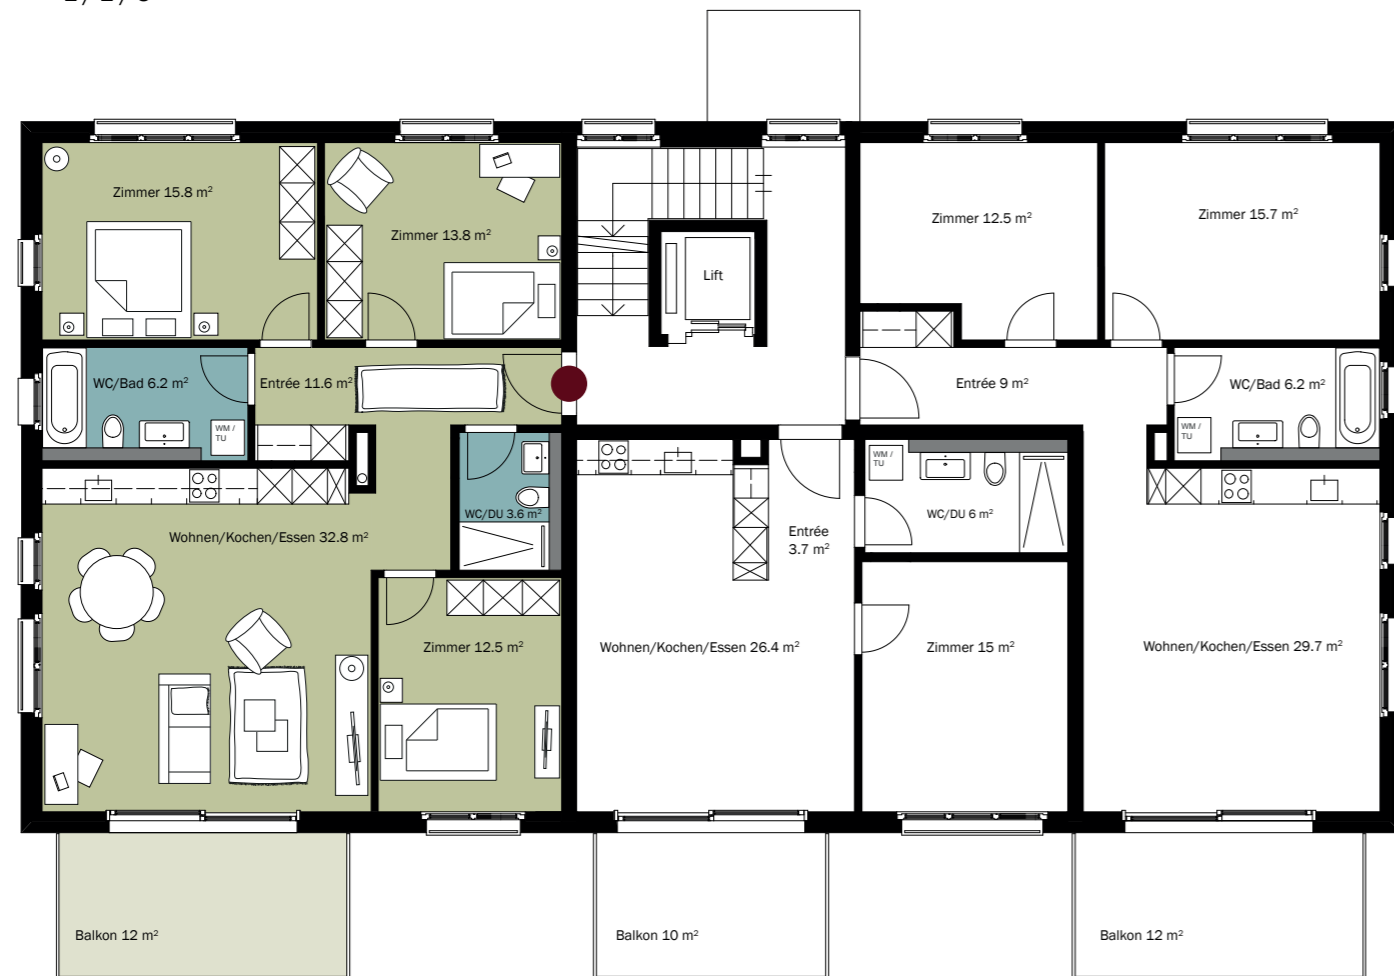 Zimmer 15.8 m²
Zimmer 13.8 m²
Zimmer 12.5 m²
Zimmer 15.7 m²
Lift
WC/Bad 6.2 m²
Entrée 11.6 m²
Entrée 9 m²
WC/Bad 6.2 m²
WM /
TU
WM /
TU
WM /
TU
WC/DU 3.6 m²
WC/DU 6 m²
Wohnen/Kochen/Essen 32.8 m²
Entrée
3.7 m²
Zimmer 12.5 m²
Wohnen/Kochen/Essen 26.4 m²
Zimmer 15 m²
Wohnen/Kochen/Essen 29.7 m²
Balkon 12 m²
Balkon 10 m²
Balkon 12 m²